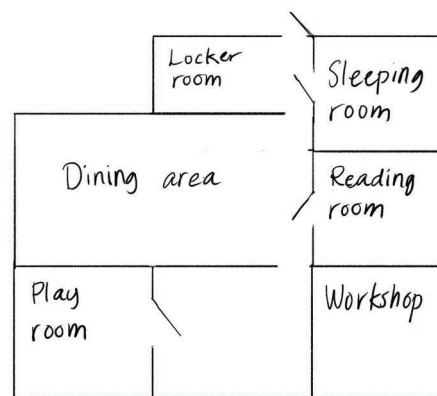 Locker
room
Sleeping
room
Dining area
Reading
room
Play
room
Workshop